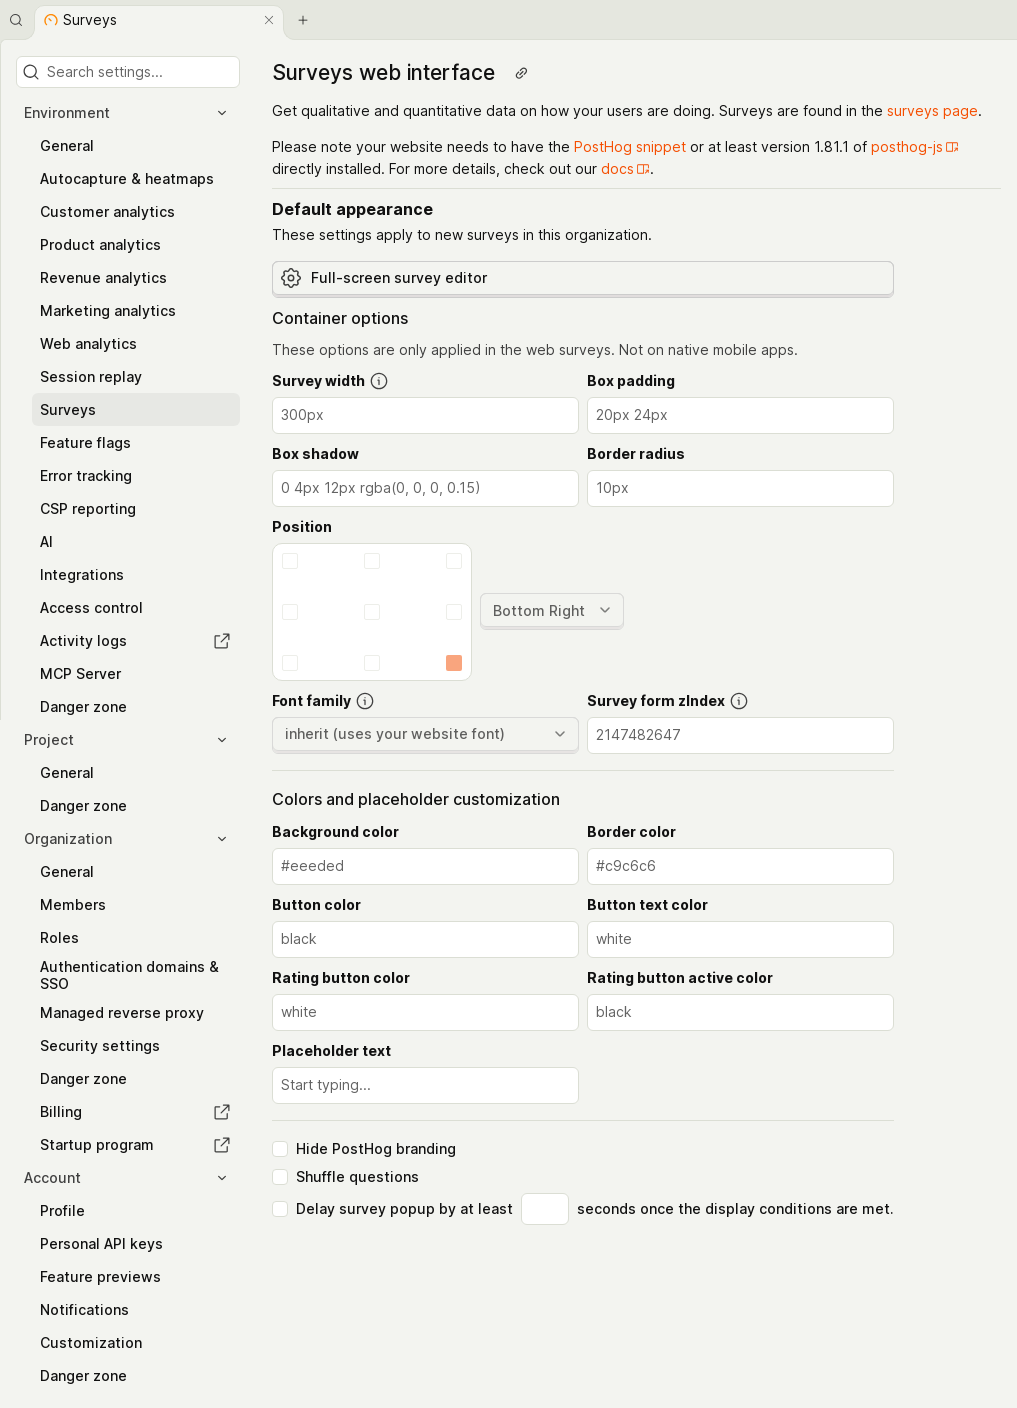 Surveys
Search settings...
Environment
General
Autocapture & heatmaps
Customer analytics
Product analytics
Revenue analytics
Marketing analytics
Web analytics
Session replay
Surveys
Feature flags
Error tracking
CSP reporting
AI
Integrations
Access control
Activity logs
MCP Server
Danger zone
Project
General
Danger zone
Organization
General
Members
Roles
Authentication domains &
SSO
Managed reverse proxy
Security settings
Danger zone
Billing
Startup program
Account
Profile
Personal API keys
Feature previews
Notifications
Customization
Danger zone
Surveys web interface
Get qualitative and quantitative data on how your users are doing. Surveys are found in the surveys page.
Please note your website needs to have the PostHog snippet or at least version 1.81.1 of posthog-js
directly installed. For more details, check out our docs.
Default appearance
These settings apply to new surveys in this organization.
Full-screen survey editor
Container options
These options are only applied in the web surveys. Not on native mobile apps.
Survey width
Box padding
300px
20px 24px
Box shadow
Border radius
0 4px 12px rgba(0, 0, 0, 0.15)
10px
Position
Bottom Right
Font family
Survey form zIndex
inherit (uses your website font)
2147482647
Colors and placeholder customization
Background color
Border color
#eeeded
#c9c6c6
Button color
Button text color
black
white
Rating button color
Rating button active color
white
black
Placeholder text
Start typing...
Hide PostHog branding
Shuffle questions
Delay survey popup by at least seconds once the display conditions are met.